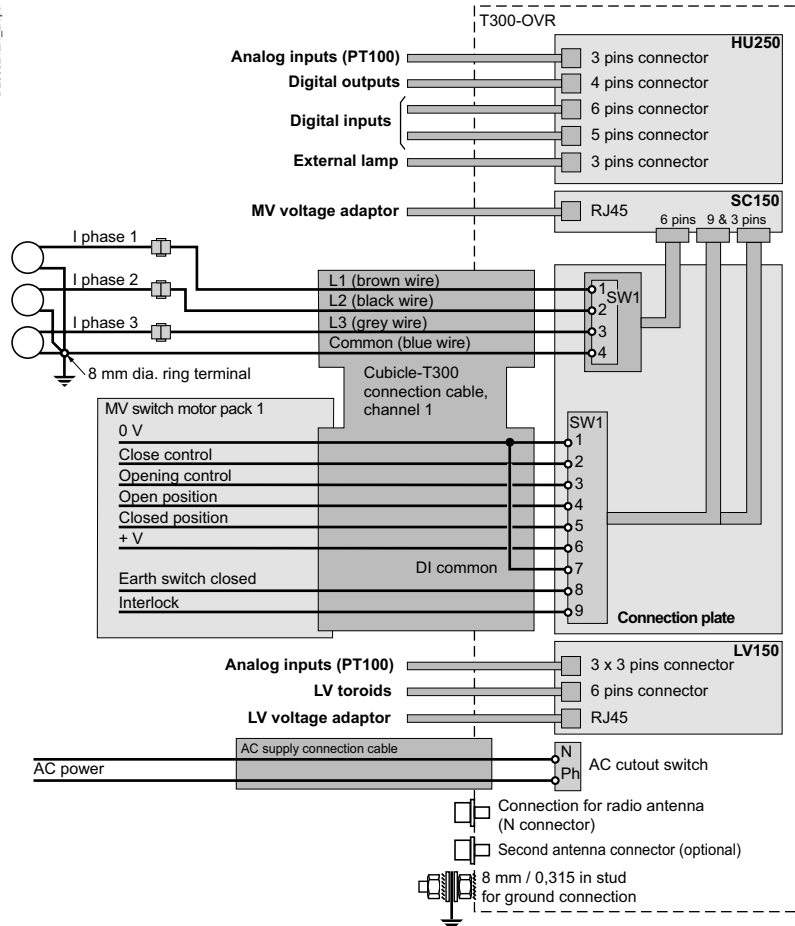 T300-OVR
HU250
Analog inputs (PT100)
3 pins connector
Digital outputs
4 pins connector
Digital inputs
6 pins connector
5 pins connector
External lamp
3 pins connector
SC150
MV voltage adaptor
RJ45
6 pins
9 & 3 pins
I phase 1
I phase 2
I phase 3
L1 (brown wire)
L2 (black wire)
L3 (grey wire)
Common (blue wire)
1
SW1
2
3
4
8 mm dia. ring terminal
Cubicle-T300
connection cable,
channel 1
MV switch motor pack 1
SW1
0 V
1
Close control
2
Opening control
3
Open position
4
Closed position
5
+ V
6
DI common
7
Earth switch closed
8
Interlock
9
Connection plate
LV150
Analog inputs (PT100)
3 x 3 pins connector
LV toroids
6 pins connector
LV voltage adaptor
RJ45
AC supply connection cable
AC power
N
Ph
AC cutout switch
Connection for radio antenna
(N connector)
Second antenna connector (optional)
8 mm / 0,315 in stud
for ground connection